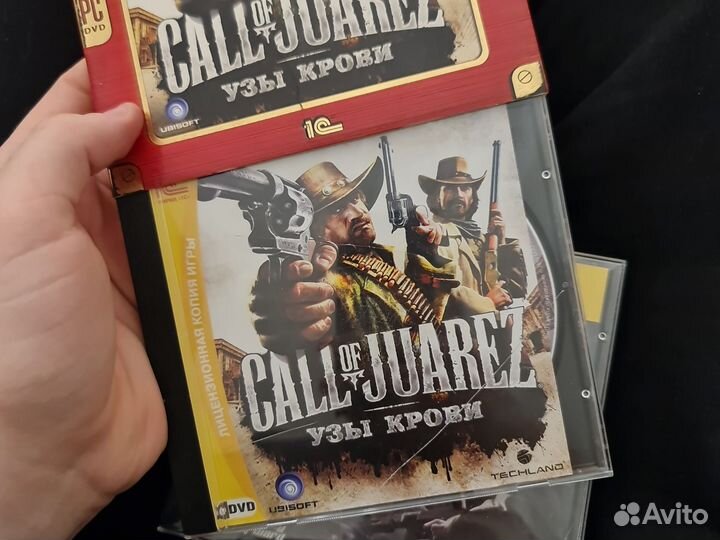 PC
DVD
CALL OF JUAREZ
УЗЫ КРОВИ
UBISOFT
1C
ЛИЦЕНЗИОННАЯ КОПИЯ ИГРЫ
CALL OF JUAREZ
УЗЫ КРОВИ
TECHLAND
UBISOFT
DVD
Avito